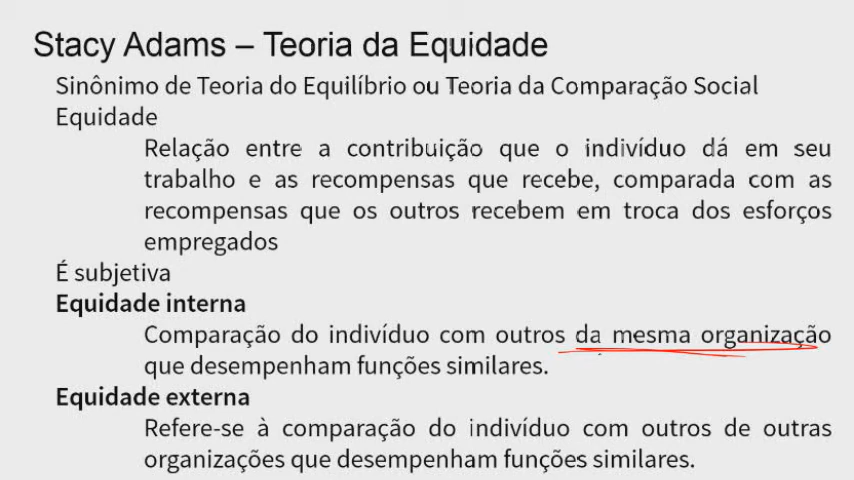 Stacy Adams – Teoria da Equidade
Sinônimo de Teoria do Equilíbrio ou Teoria da Comparação Social
Equidade
Relação entre a contribuição que o indivíduo dá em seu
trabalho e as recompensas que recebe, comparada com as
recompensas que os outros recebem em troca dos esforços
empregados
É subjetiva
Equidade interna
Comparação do indivíduo com outros da mesma organização
que desempenham funções similares.
Equidade externa
Refere-se à comparação do indivíduo com outros de outras
organizações que desempenham funções similares.